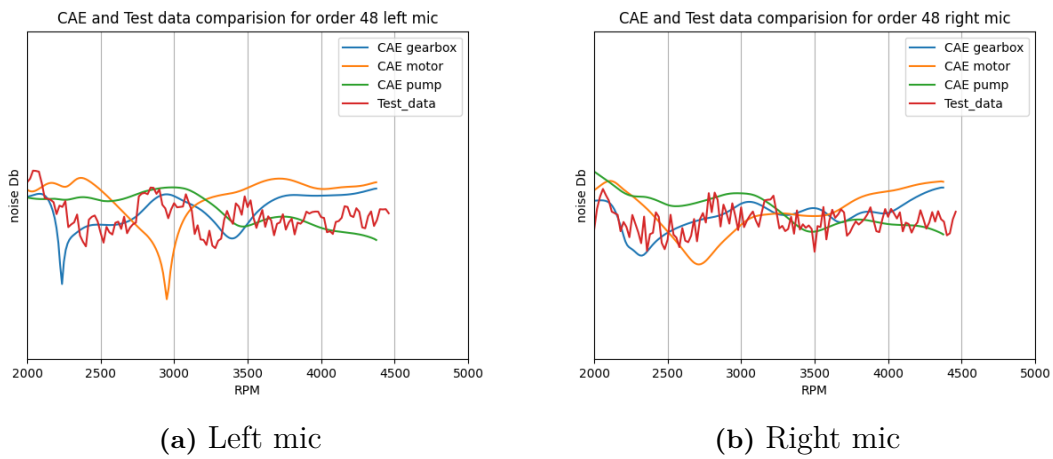 CAE and Test data comparision for order 48 left mic
noise Db
CAE gearbox
CAE motor
CAE pump
Test_data
2000 2500 3000 3500 4000 4500 5000
RPM
(a) Left mic
CAE and Test data comparision for order 48 right mic
noise Db
CAE gearbox
CAE motor
CAE pump
Test_data
2000 2500 3000 3500 4000 4500 5000
RPM
(b) Right mic